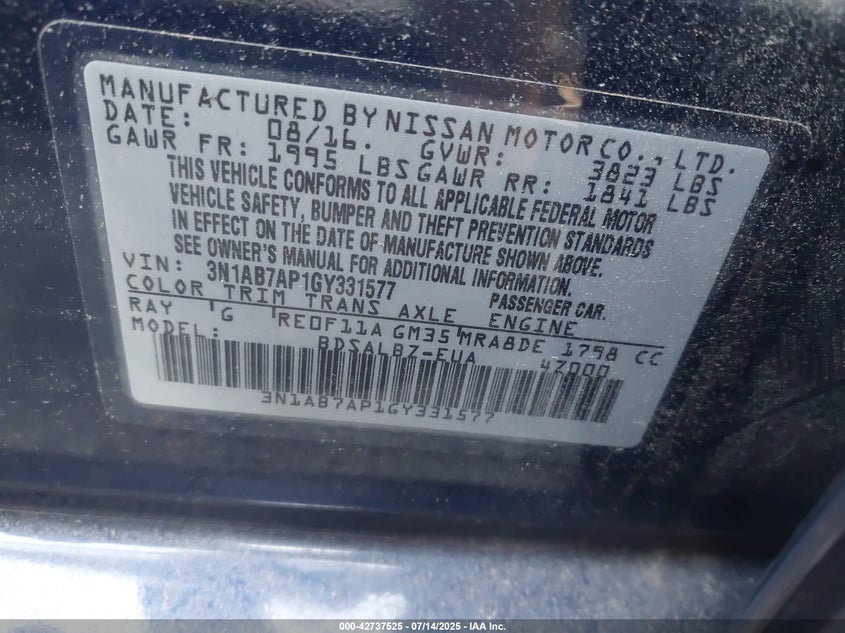 MANUFACTURED BY NISSAN MOTOR CO., LTD.
DATE: 08/16. GVWR: 3823 LBS
GAWR FR: 1995 LBS GAWR RR: 1841 LBS
THIS VEHICLE CONFORMS TO ALL APPLICABLE FEDERAL MOTOR
VEHICLE SAFETY, BUMPER AND THEFT PREVENTION STANDARDS
IN EFFECT ON THE DATE OF MANUFACTURE SHOWN ABOVE.
SEE OWNER'S MANUAL FOR ADDITIONAL INFORMATION.
VIN: 3N1AB7AP1GY331577 PASSENGER CAR.
COLOR TRIM TRANS AXLE ENGINE
RAY G RE0F11A GM35 MRA8DE 1798 CC
MODEL: BDSALB7-EUA 4Z000
3N1AB7AP1GY331577
000-42737525 - 07/14/2025 - IAA, Inc.